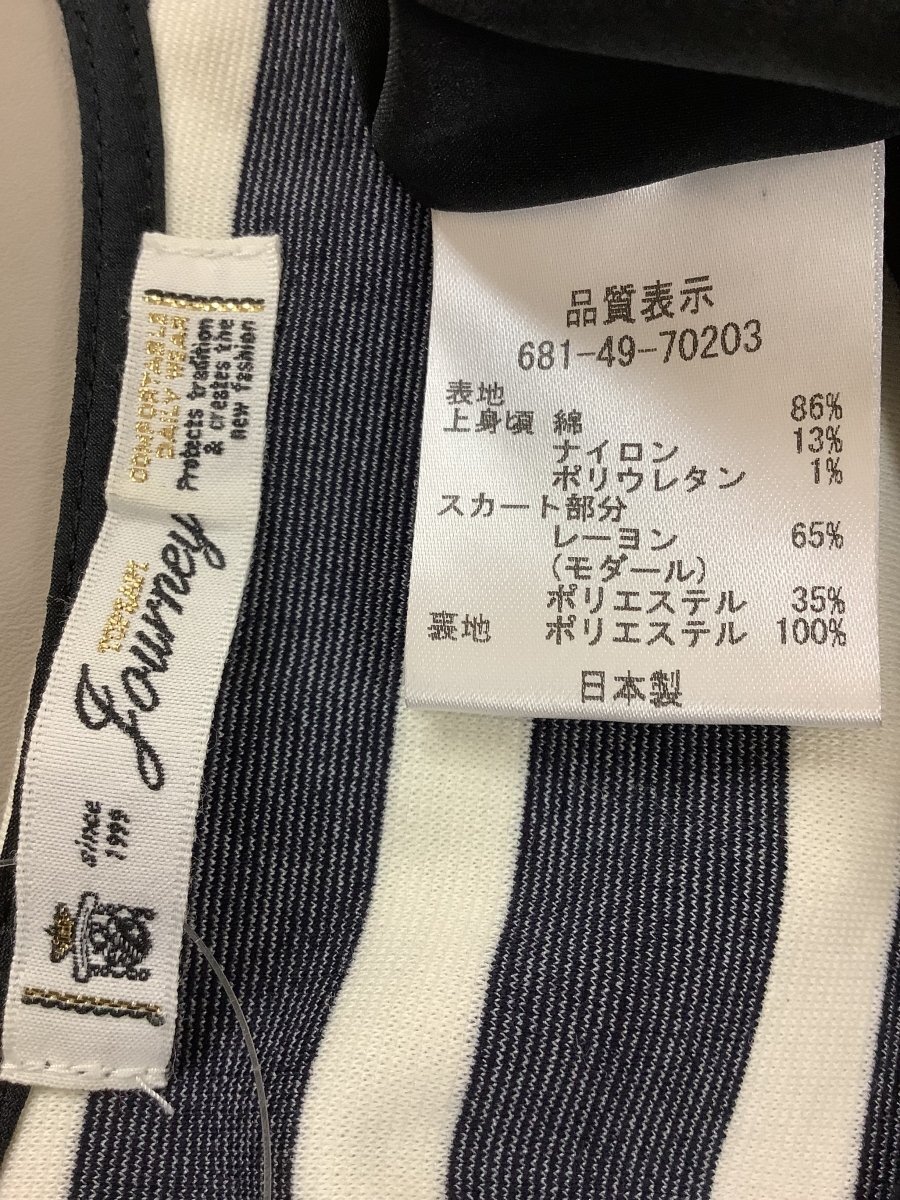 品質表示
681-49-70203
表地
上身頃 綿 86%
ナイロン 13%
ポリウレタン 1%
スカート部分
レーヨン 65%
(モダール)
ポリエステル 35%
裏地 ポリエステル 100%
日本製
COMFORTABLE
DAILY WEAR
Protects tradition
& creates the
new fashion
Journey
since
1999